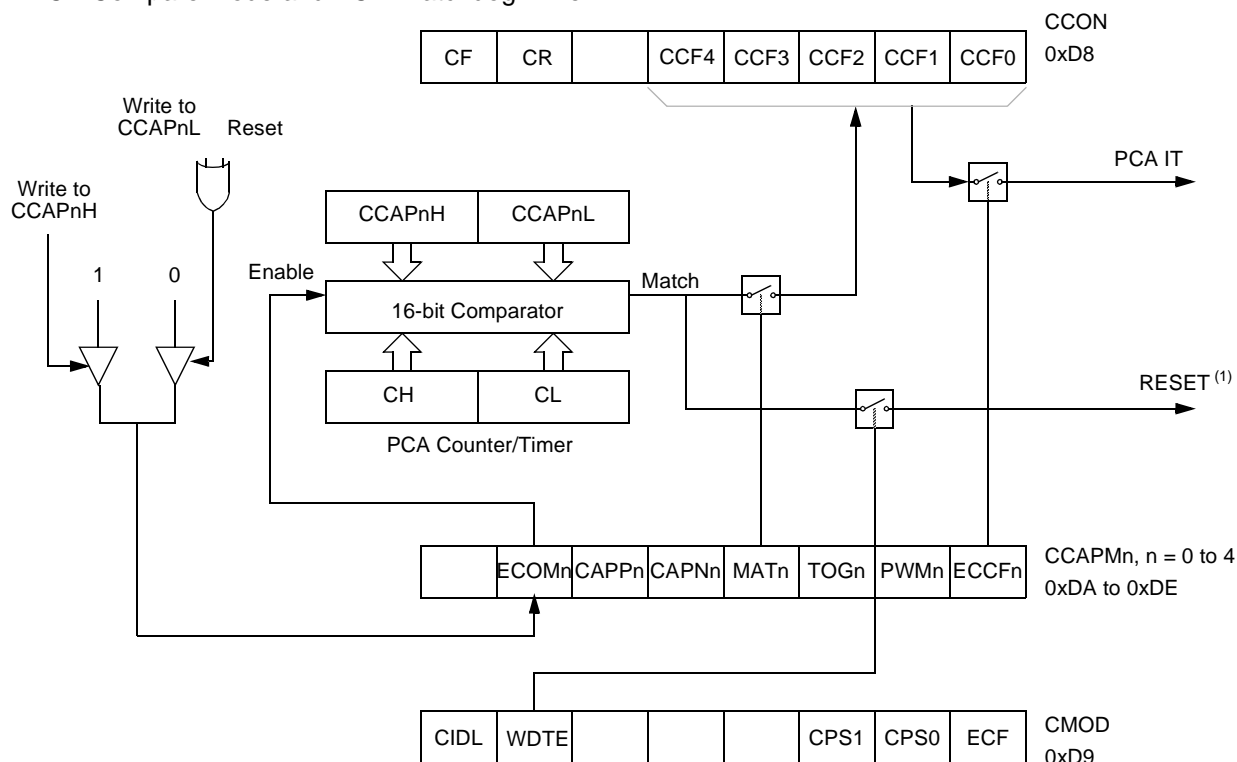 CCON
CF CR CCF4 CCF3 CCF2 CCF1 CCF0
0xD8
Write to
CCAPnL Reset
PCA IT
Write to
CCAPnH
CCAPnH CCAPnL
1 0
Enable
Match
16-bit Comparator
RESET (1)
CH CL
PCA Counter/Timer
ECOMn CAPPn CAPNn MATn TOGn PWMn ECCFn
CCAPMn, n = 0 to 4
0xDA to 0xDE
CIDL WDTE CPS1 CPS0 ECF
CMOD
0xD9